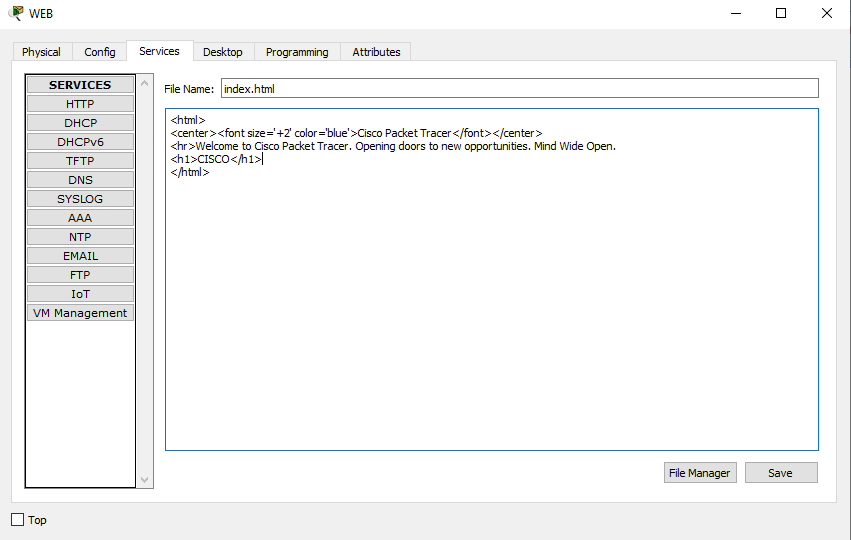 WEB
Physical Config Services Desktop Programming Attributes
SERVICES
HTTP
DHCP
DHCPv6
TFTP
DNS
SYSLOG
AAA
NTP
EMAIL
FTP
IoT
VM Management
File Name: index.html
<html>
<center><font size='+2' color='blue'>Cisco Packet Tracer</font></center>
<hr>Welcome to Cisco Packet Tracer. Opening doors to new opportunities. Mind Wide Open.
<h1>CISCO</h1>
</html>
File Manager Save
Top